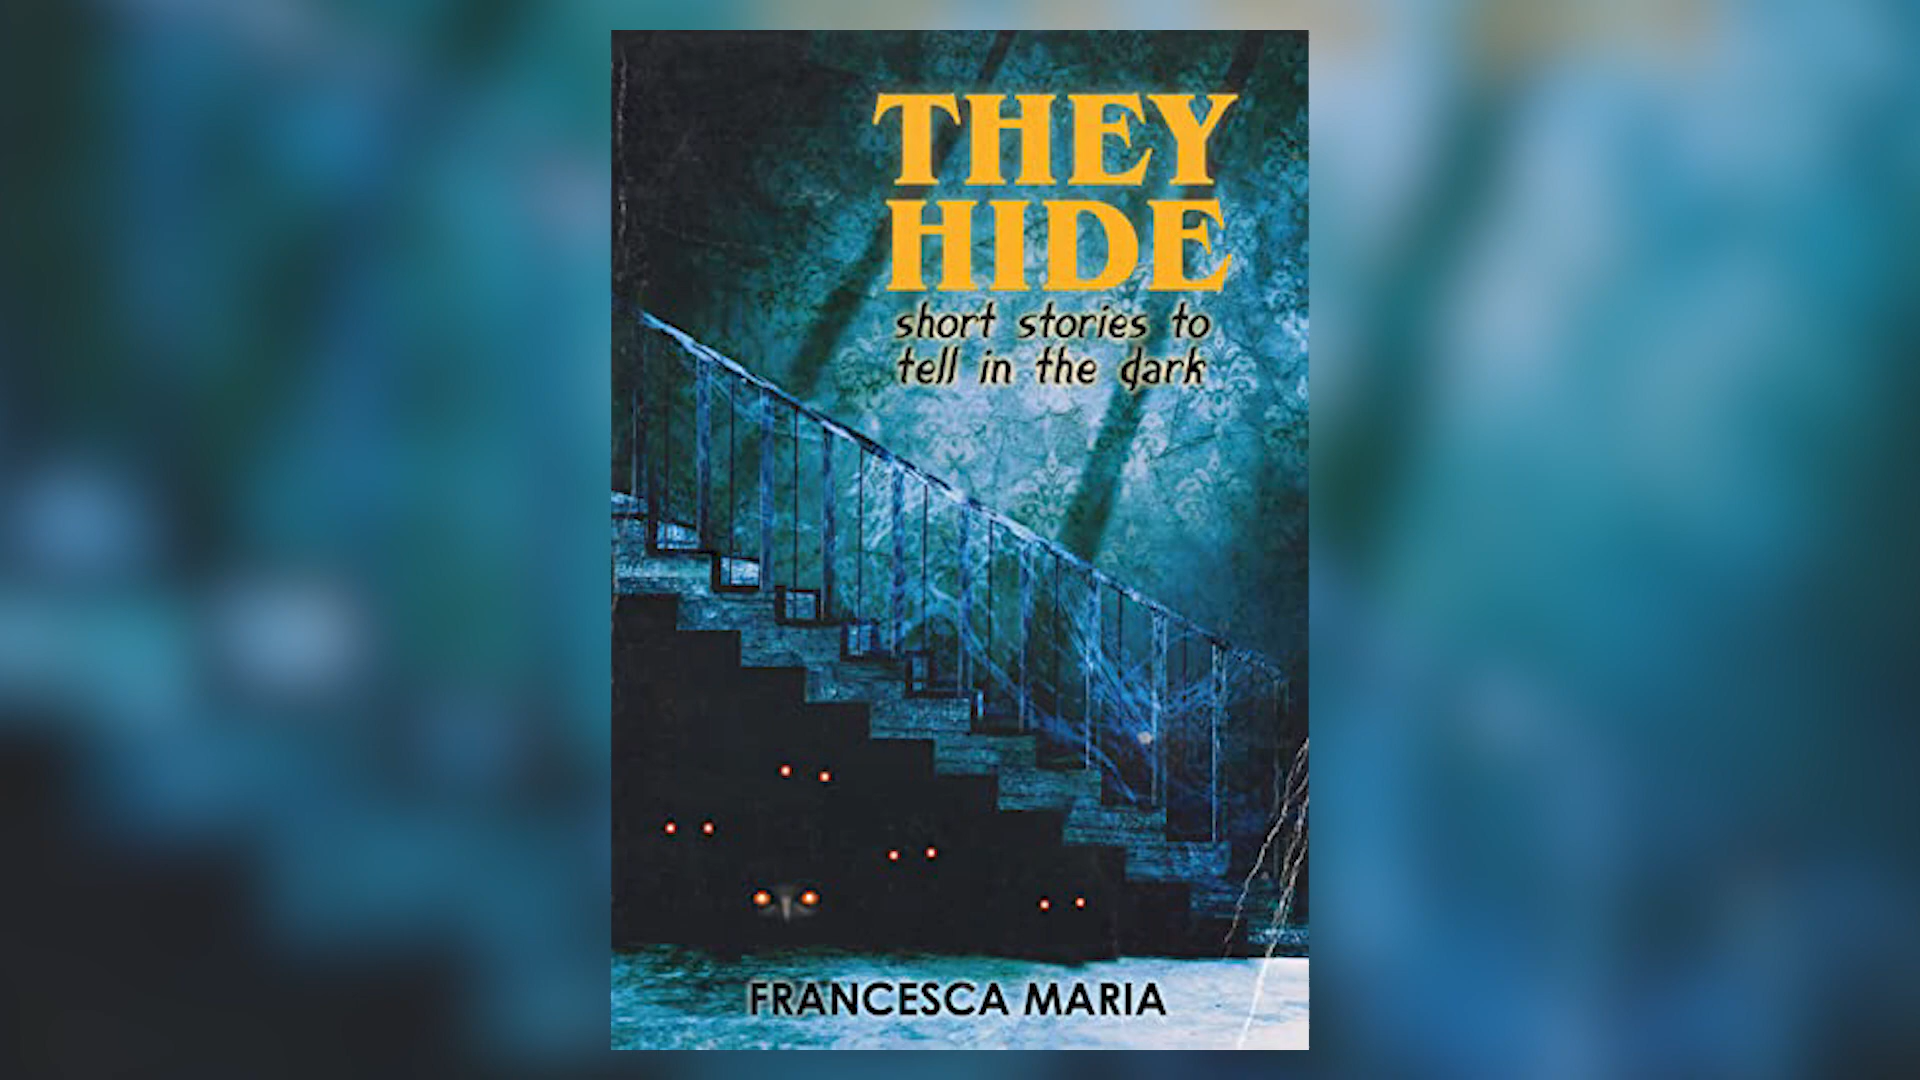 THEY
HIDE
short stories to
tell in the dark
FRANCESCA MARIA